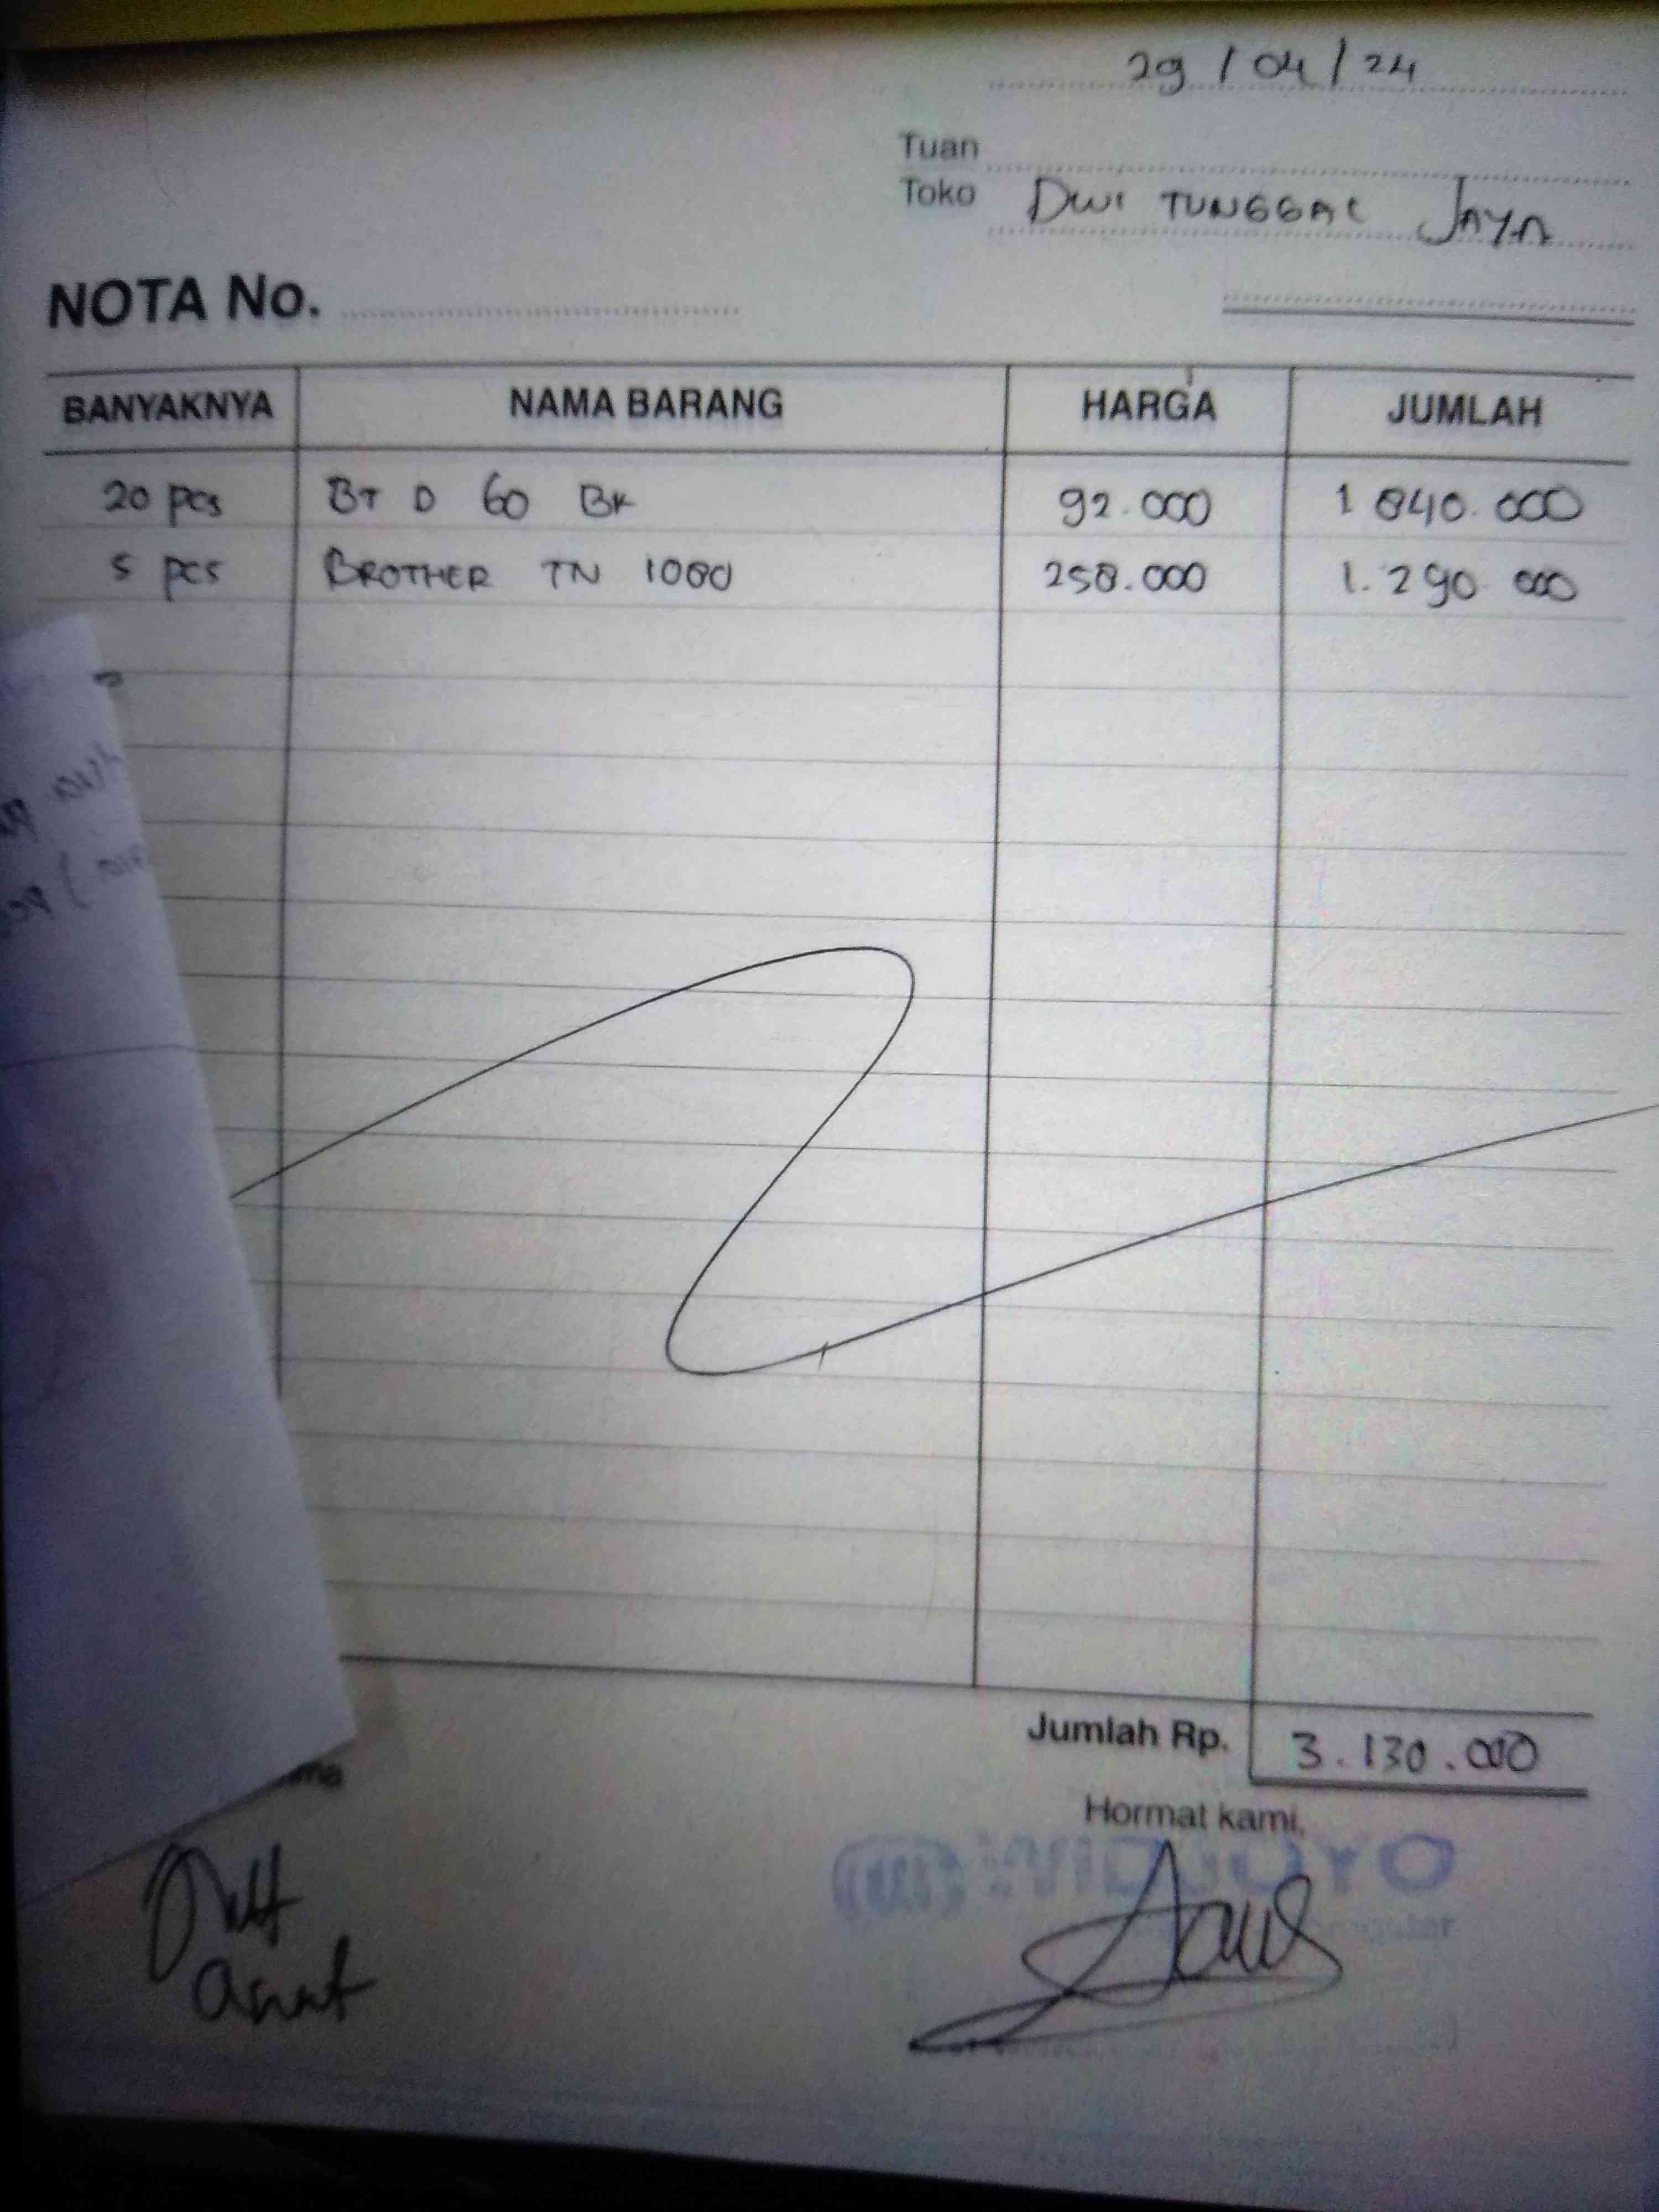 29 / 04 / 24
Tuan
Toko DWI TUNGGAL JAYA
NOTA No.
BANYAKNYA NAMA BARANG HARGA JUMLAH
20 pcs BT D 60 BK 92.000 1 840.000
5 pcs BROTHER TN 1080 258.000 1.290 000
Jumlah Rp. 3.130.000
Hormat kami,